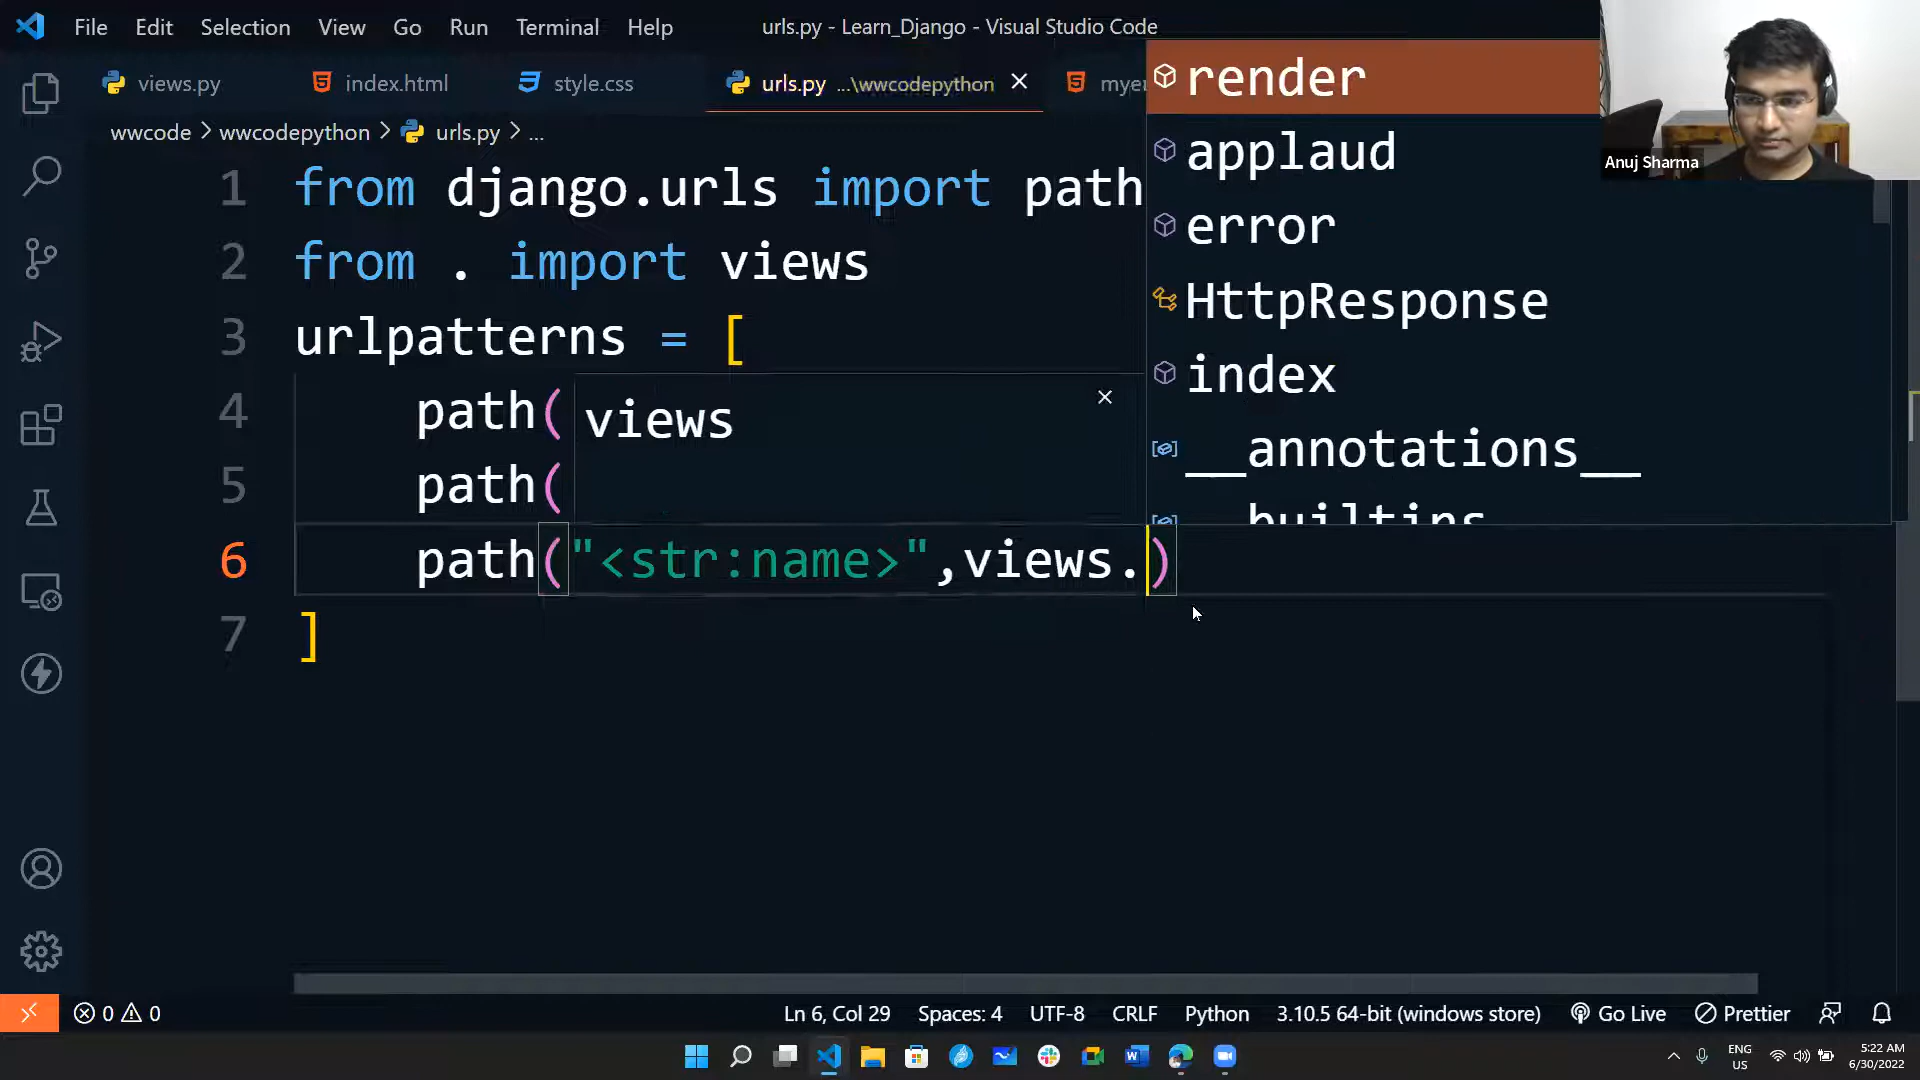 File Edit Selection View Go Run Terminal Help urls.py - Learn_Django - Visual Studio Code
views.py index.html style.css urls.py ...\wwcodepython
wwcode > wwcodepython > urls.py > ...
1 from django.urls import path
2 from . import views
3 urlpatterns = [
4 path(
5 path(
6 path("<str:name>",views.)
7 ]
views
render
applaud
error
HttpResponse
index
__annotations__
__builtins
Anuj Sharma
0 0 Ln 6, Col 29 Spaces: 4 UTF-8 CRLF Python 3.10.5 64-bit (windows store) Go Live Prettier
ENG
US
5:22 AM
6/30/2022